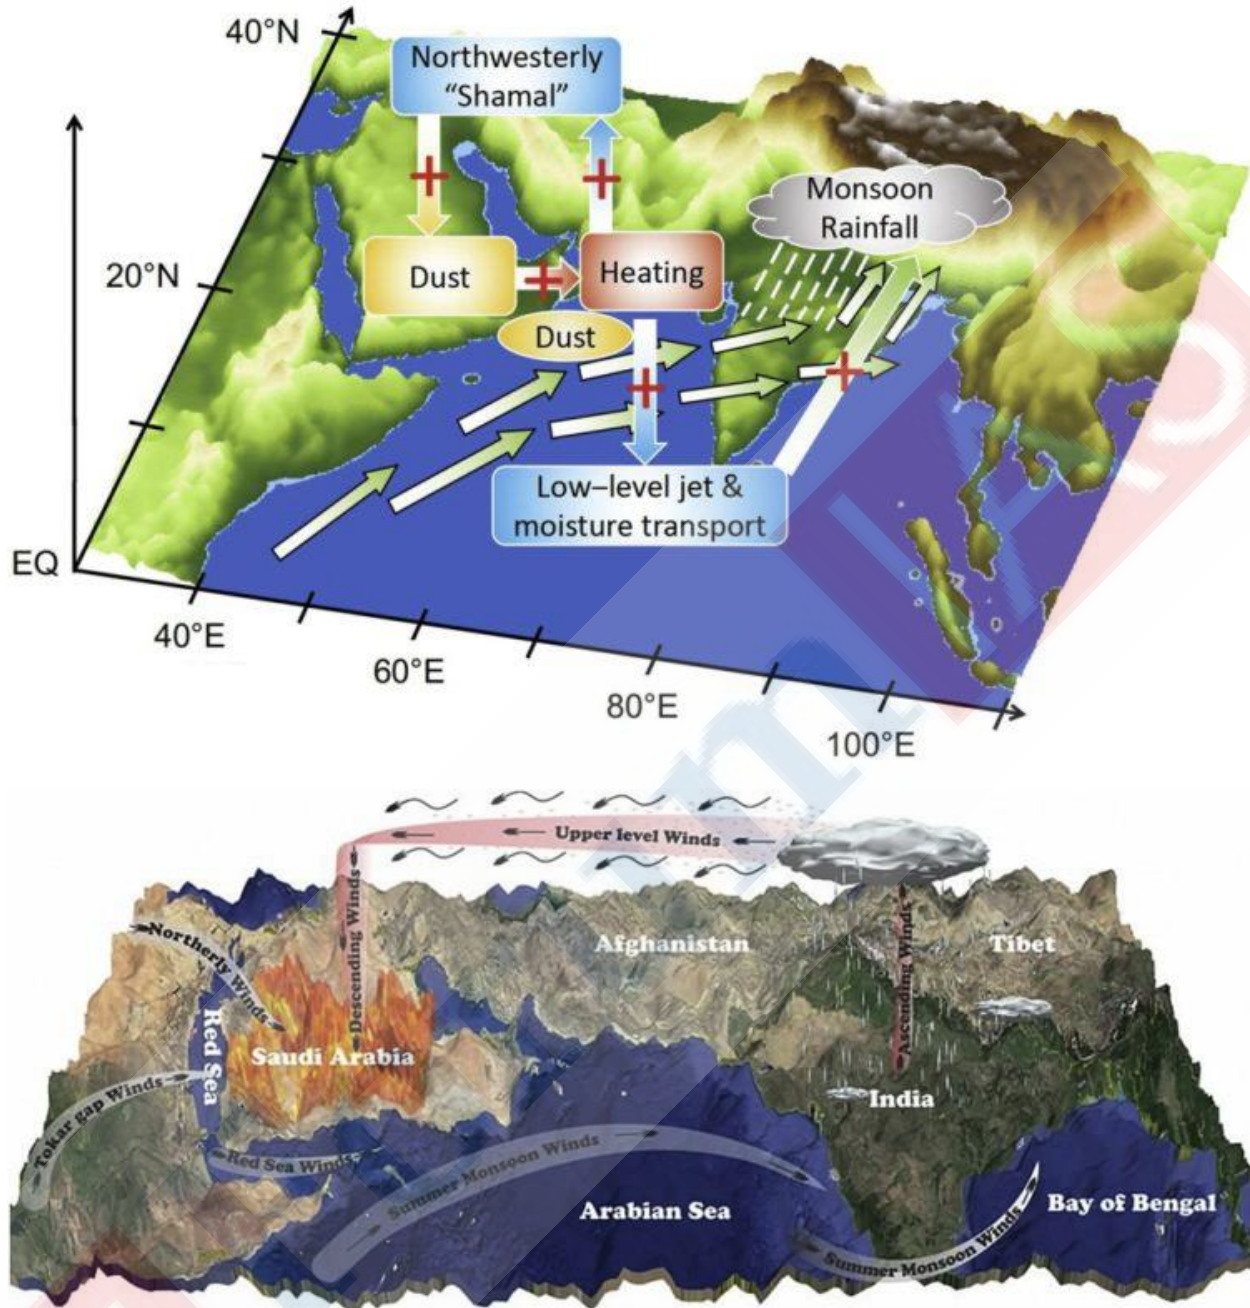 40°N
Northwesterly
“Shamal”
Monsoon
Rainfall
20°N
Dust
Heating
Dust
Low–level jet &
moisture transport
EQ
40°E
60°E
80°E
100°E
Upper level Winds
Descending Winds
Ascending Winds
Afghanistan
Tibet
Northerly Winds
Red Sea
Saudi Arabia
India
Tokar gap Winds
Red Sea Winds
Summer Monsoon Winds
Arabian Sea
Bay of Bengal
Summer Monsoon Winds